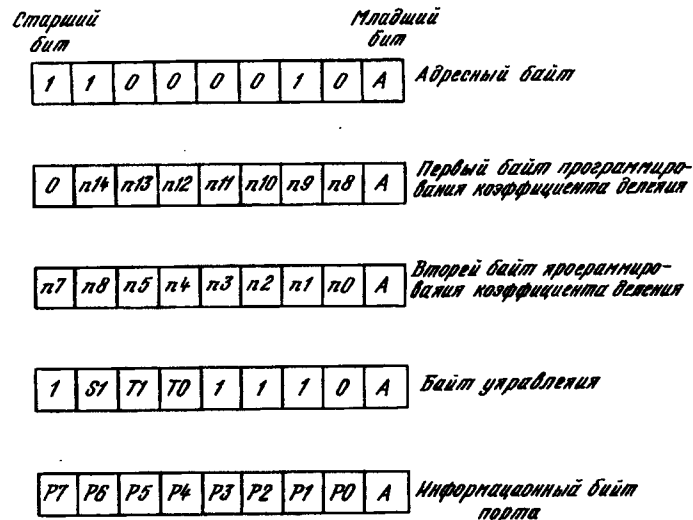 Старший бит
Младший бит
1 1 0 0 0 0 1 0 A
Адресный байт
0 n14 n13 n12 n11 n10 n9 n8 A
Первый байт программиро-
вания коэффициента деления
n7 n8 n5 n4 n3 n2 n1 n0 A
Второй байт программиро-
вания коэффициента деления
1 S1 T1 T0 1 1 1 0 A
Байт управления
P7 P6 P5 P4 P3 P2 P1 P0 A
Информационный байт
порта